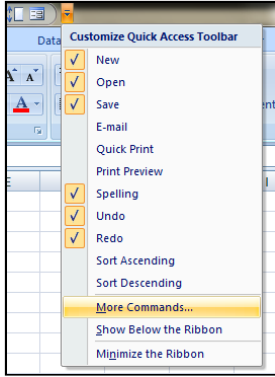 Data
Customize Quick Access Toolbar
New
Open
Save
E-mail
Quick Print
Print Preview
Spelling
Undo
Redo
Sort Ascending
Sort Descending
More Commands...
Show Below the Ribbon
Minimize the Ribbon
A A
A
E
I